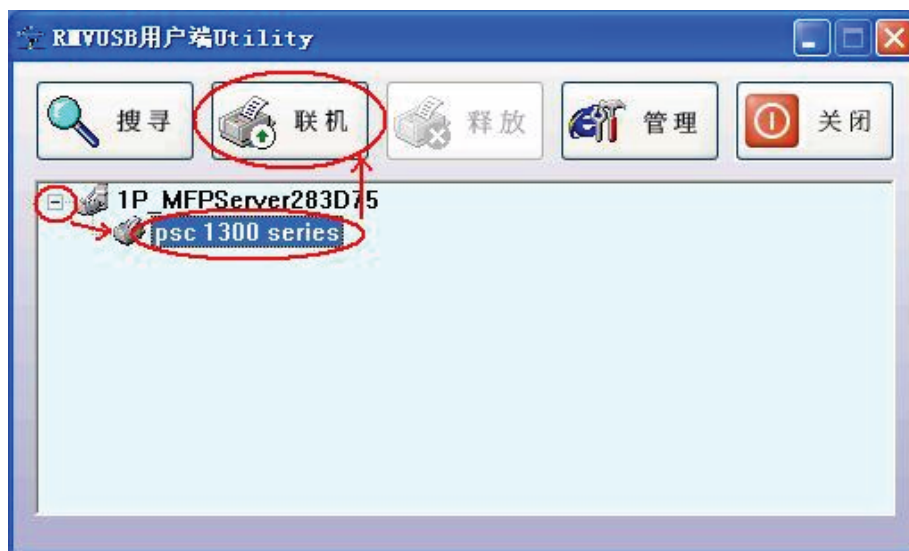 RMVUSB用户端Utility
搜寻 联机 释放 管理 关闭
1P_MFPServer283D75
psc 1300 series